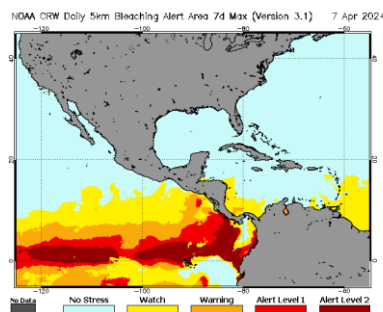 NOAA CRW Daily 5km Bleaching Alert Area 7d Max (Version 3.1) 7 Apr 2024
-120 -100 -80 -60
20
0
20
0
-120 -100 -80 -60
No Data No Stress Watch Warning Alert Level 1 Alert Level 2